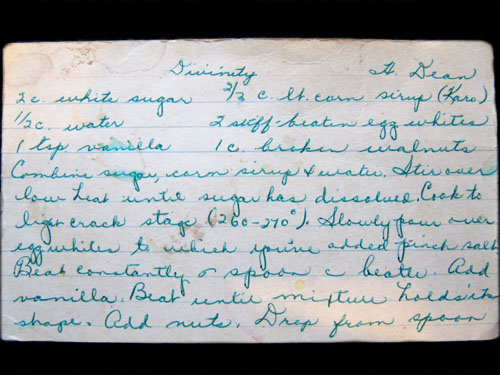 Divinity H. Dean
2 c. white sugar 2/3 c. lt. corn sirup (Karo)
1/2 c. water 2 stiff-beaten egg whites
1 tsp vanilla 1 c. broken walnuts
Combine sugar, corn sirup & water. Stir over
low heat until sugar has dissolved. Cook to
light crack stage (260-270°). Slowly pour over
egg whites to which you've added pinch salt
Beat constantly spoon c beater. Add
vanilla. Beat until mixture holds its
shape. Add nuts. Drop from spoon